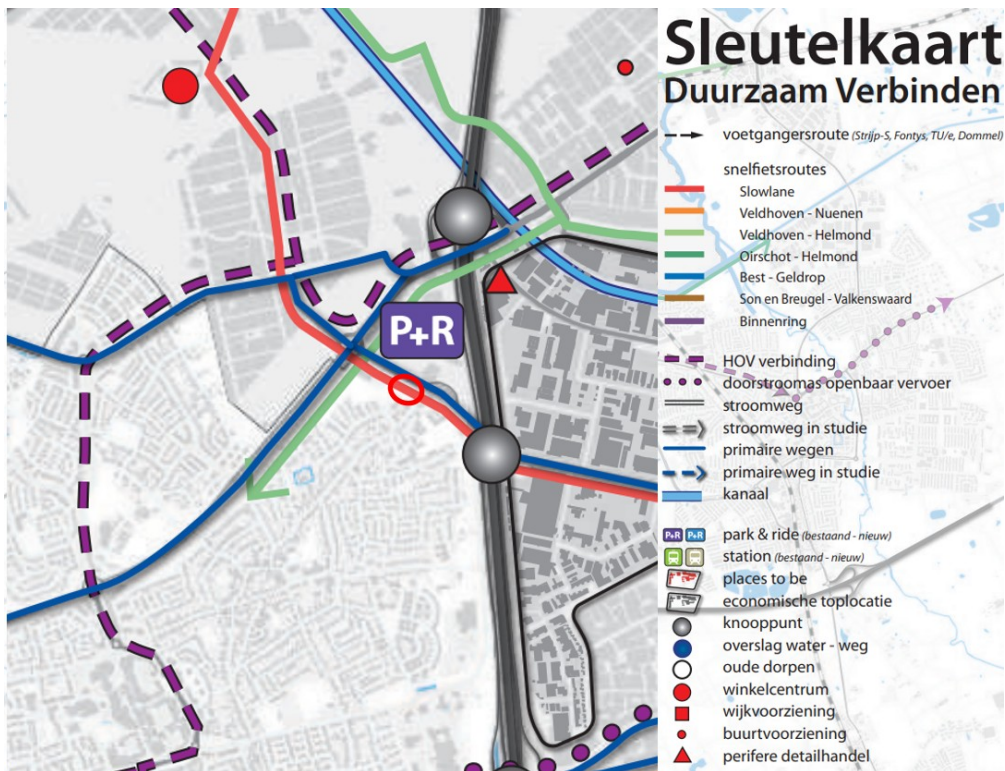 P+R
Sleutelkaart
Duurzaam Verbinden
voetgangersroute (Strijp-S, Fontys, TU/e, Dommel)
snelfietsroutes
Slowlane
Veldhoven - Nuenen
Veldhoven - Helmond
Oirschot - Helmond
Best - Geldrop
Son en Breugel - Valkenswaard
Binnenring
HOV verbinding
doorstroomas openbaar vervoer
stroomweg
stroomweg in studie
primaire wegen
primaire weg in studie
kanaal
P+R P+R park & ride (bestaand - nieuw)
station (bestaand - nieuw)
places to be
economische toplocatie
knooppunt
overslag water - weg
oude dorpen
winkelcentrum
wijkvoorziening
buurtvoorziening
perifere detailhandel